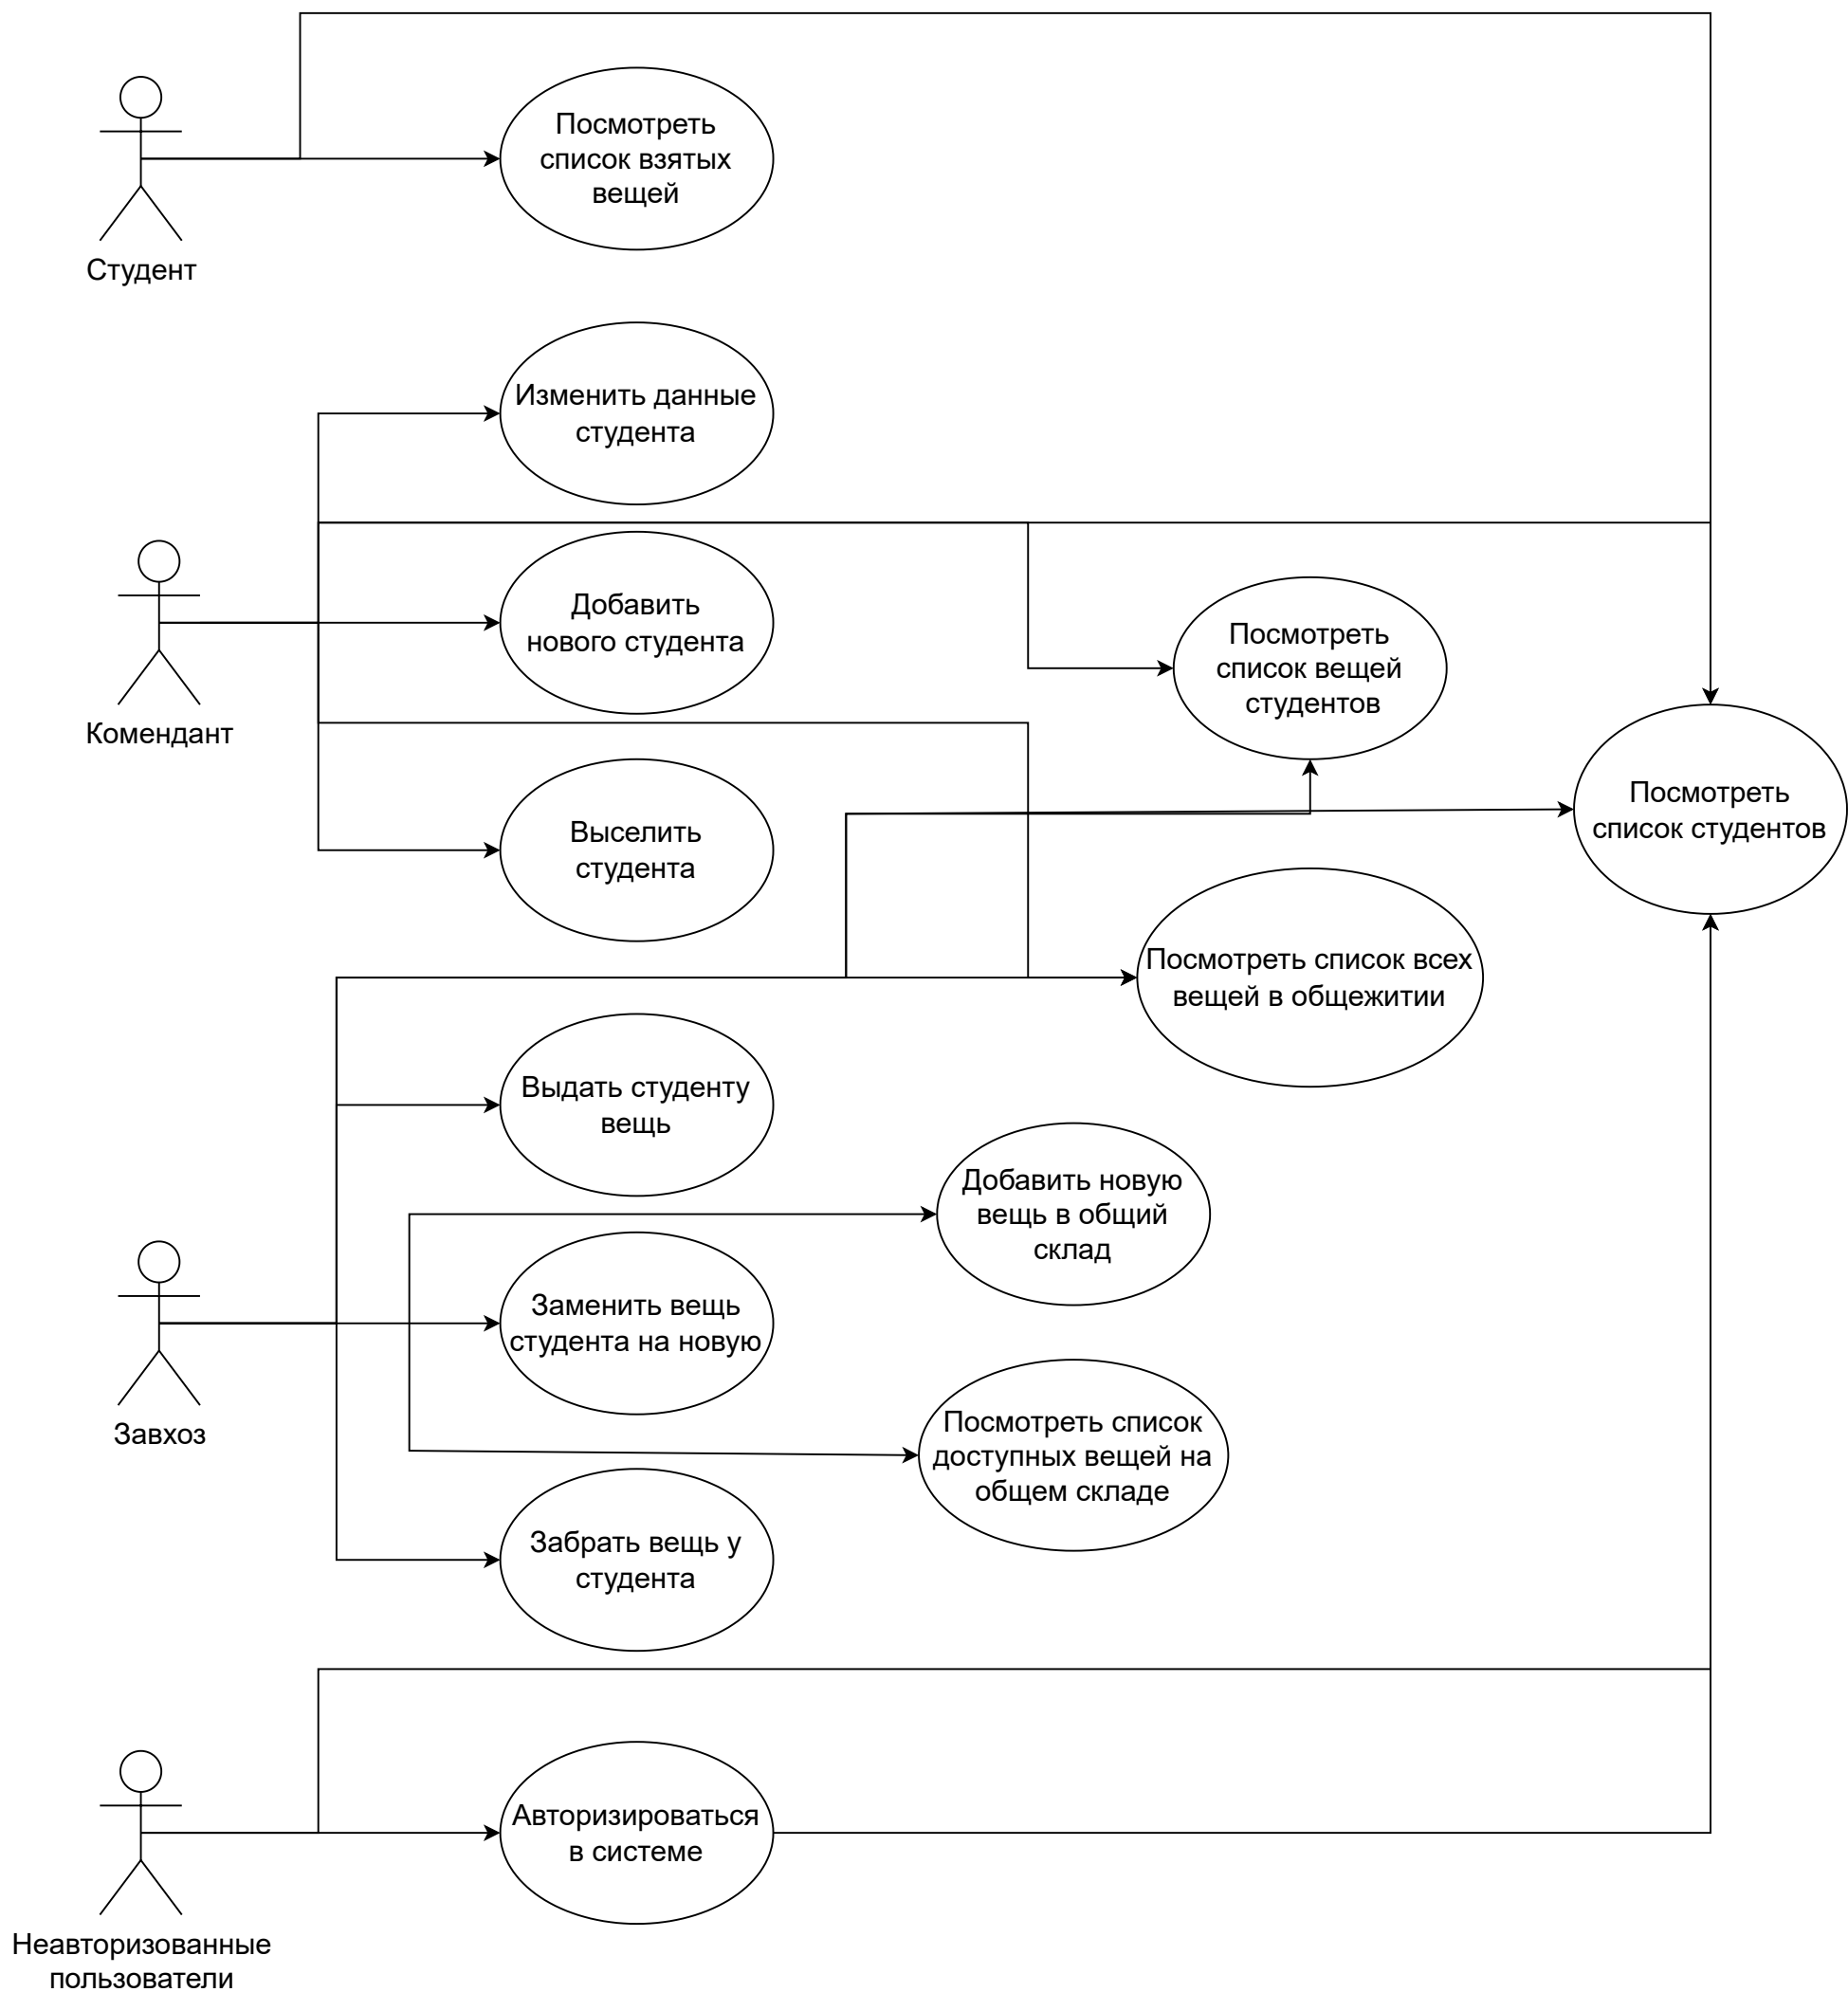 Посмотреть
список взятых
вещей
Студент
Изменить данные
студента
Добавить
нового студента
Комендант
Посмотреть
список вещей
студентов
Выселить
студента
Посмотреть
список студентов
Посмотреть список всех
вещей в общежитии
Выдать студенту
вещь
Добавить новую
вещь в общий
склад
Заменить вещь
студента на новую
Завхоз
Посмотреть список
доступных вещей на
общем складе
Забрать вещь у
студента
Авторизироваться
в системе
Неавторизованные
пользователи